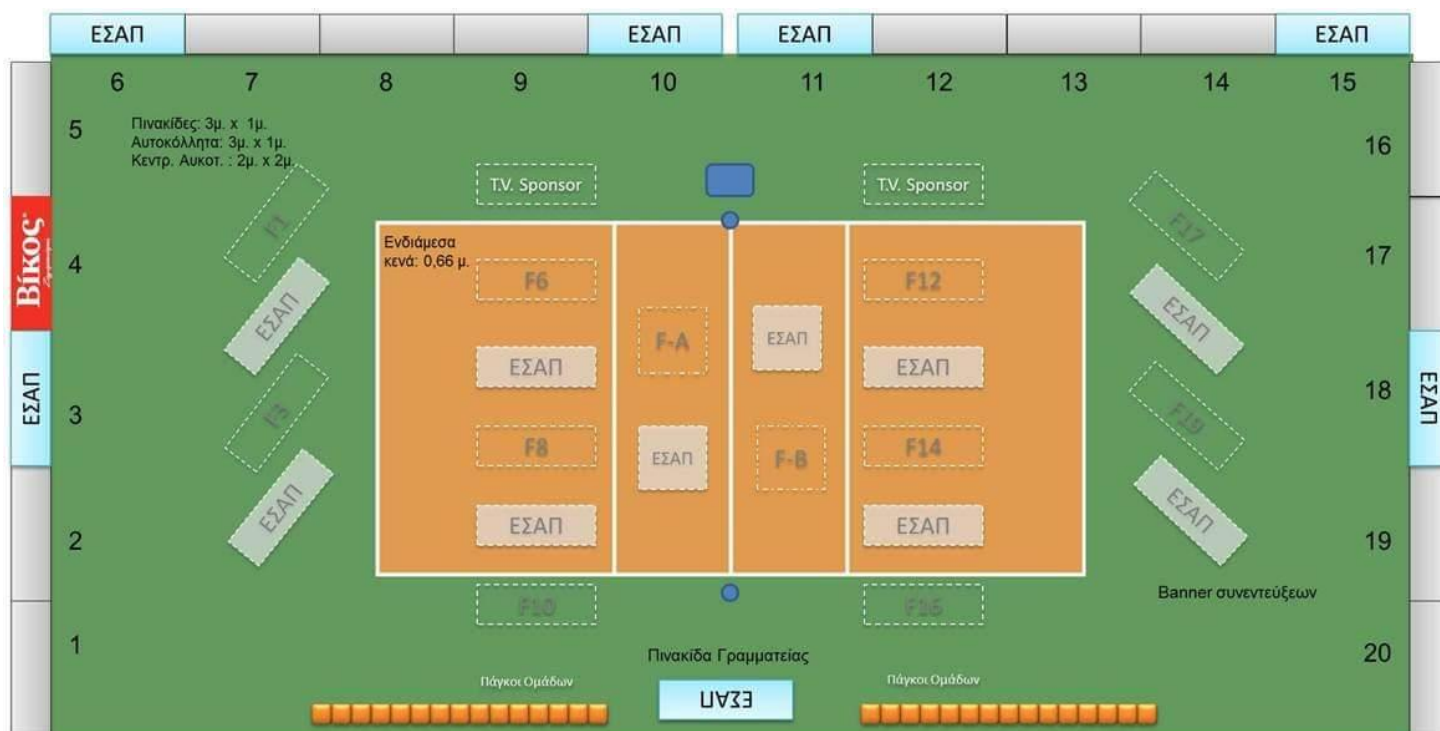 ΕΣΑΠ ΕΣΑΠ ΕΣΑΠ ΕΣΑΠ
6 7 8 9 10 11 12 13 14 15
5 16
Πινακίδες: 3μ. x 1μ.
Αυτοκόλλητα: 3μ. x 1μ.
Κεντρ. Αυκοτ. : 2μ. x 2μ.
T.V. Sponsor T.V. Sponsor
F1 F17
Βίκος
4 17
Ενδιάμεσα
κενά: 0,66 μ.
F6 F12
ΕΣΑΠ ΕΣΑΠ
F-A ΕΣΑΠ
ΕΣΑΠ ΕΣΑΠ
ΕΣΑΠ 3 18 ΕΣΑΠ
F3 F19
F8 ΕΣΑΠ F-B F14
ΕΣΑΠ ΕΣΑΠ
ΕΣΑΠ ΕΣΑΠ
2 19
F10 F16
Banner συνεντεύξεων
1 20
Πινακίδα Γραμματείας
Πάγκοι Ομάδων Πάγκοι Ομάδων
ΕΣΑΠ